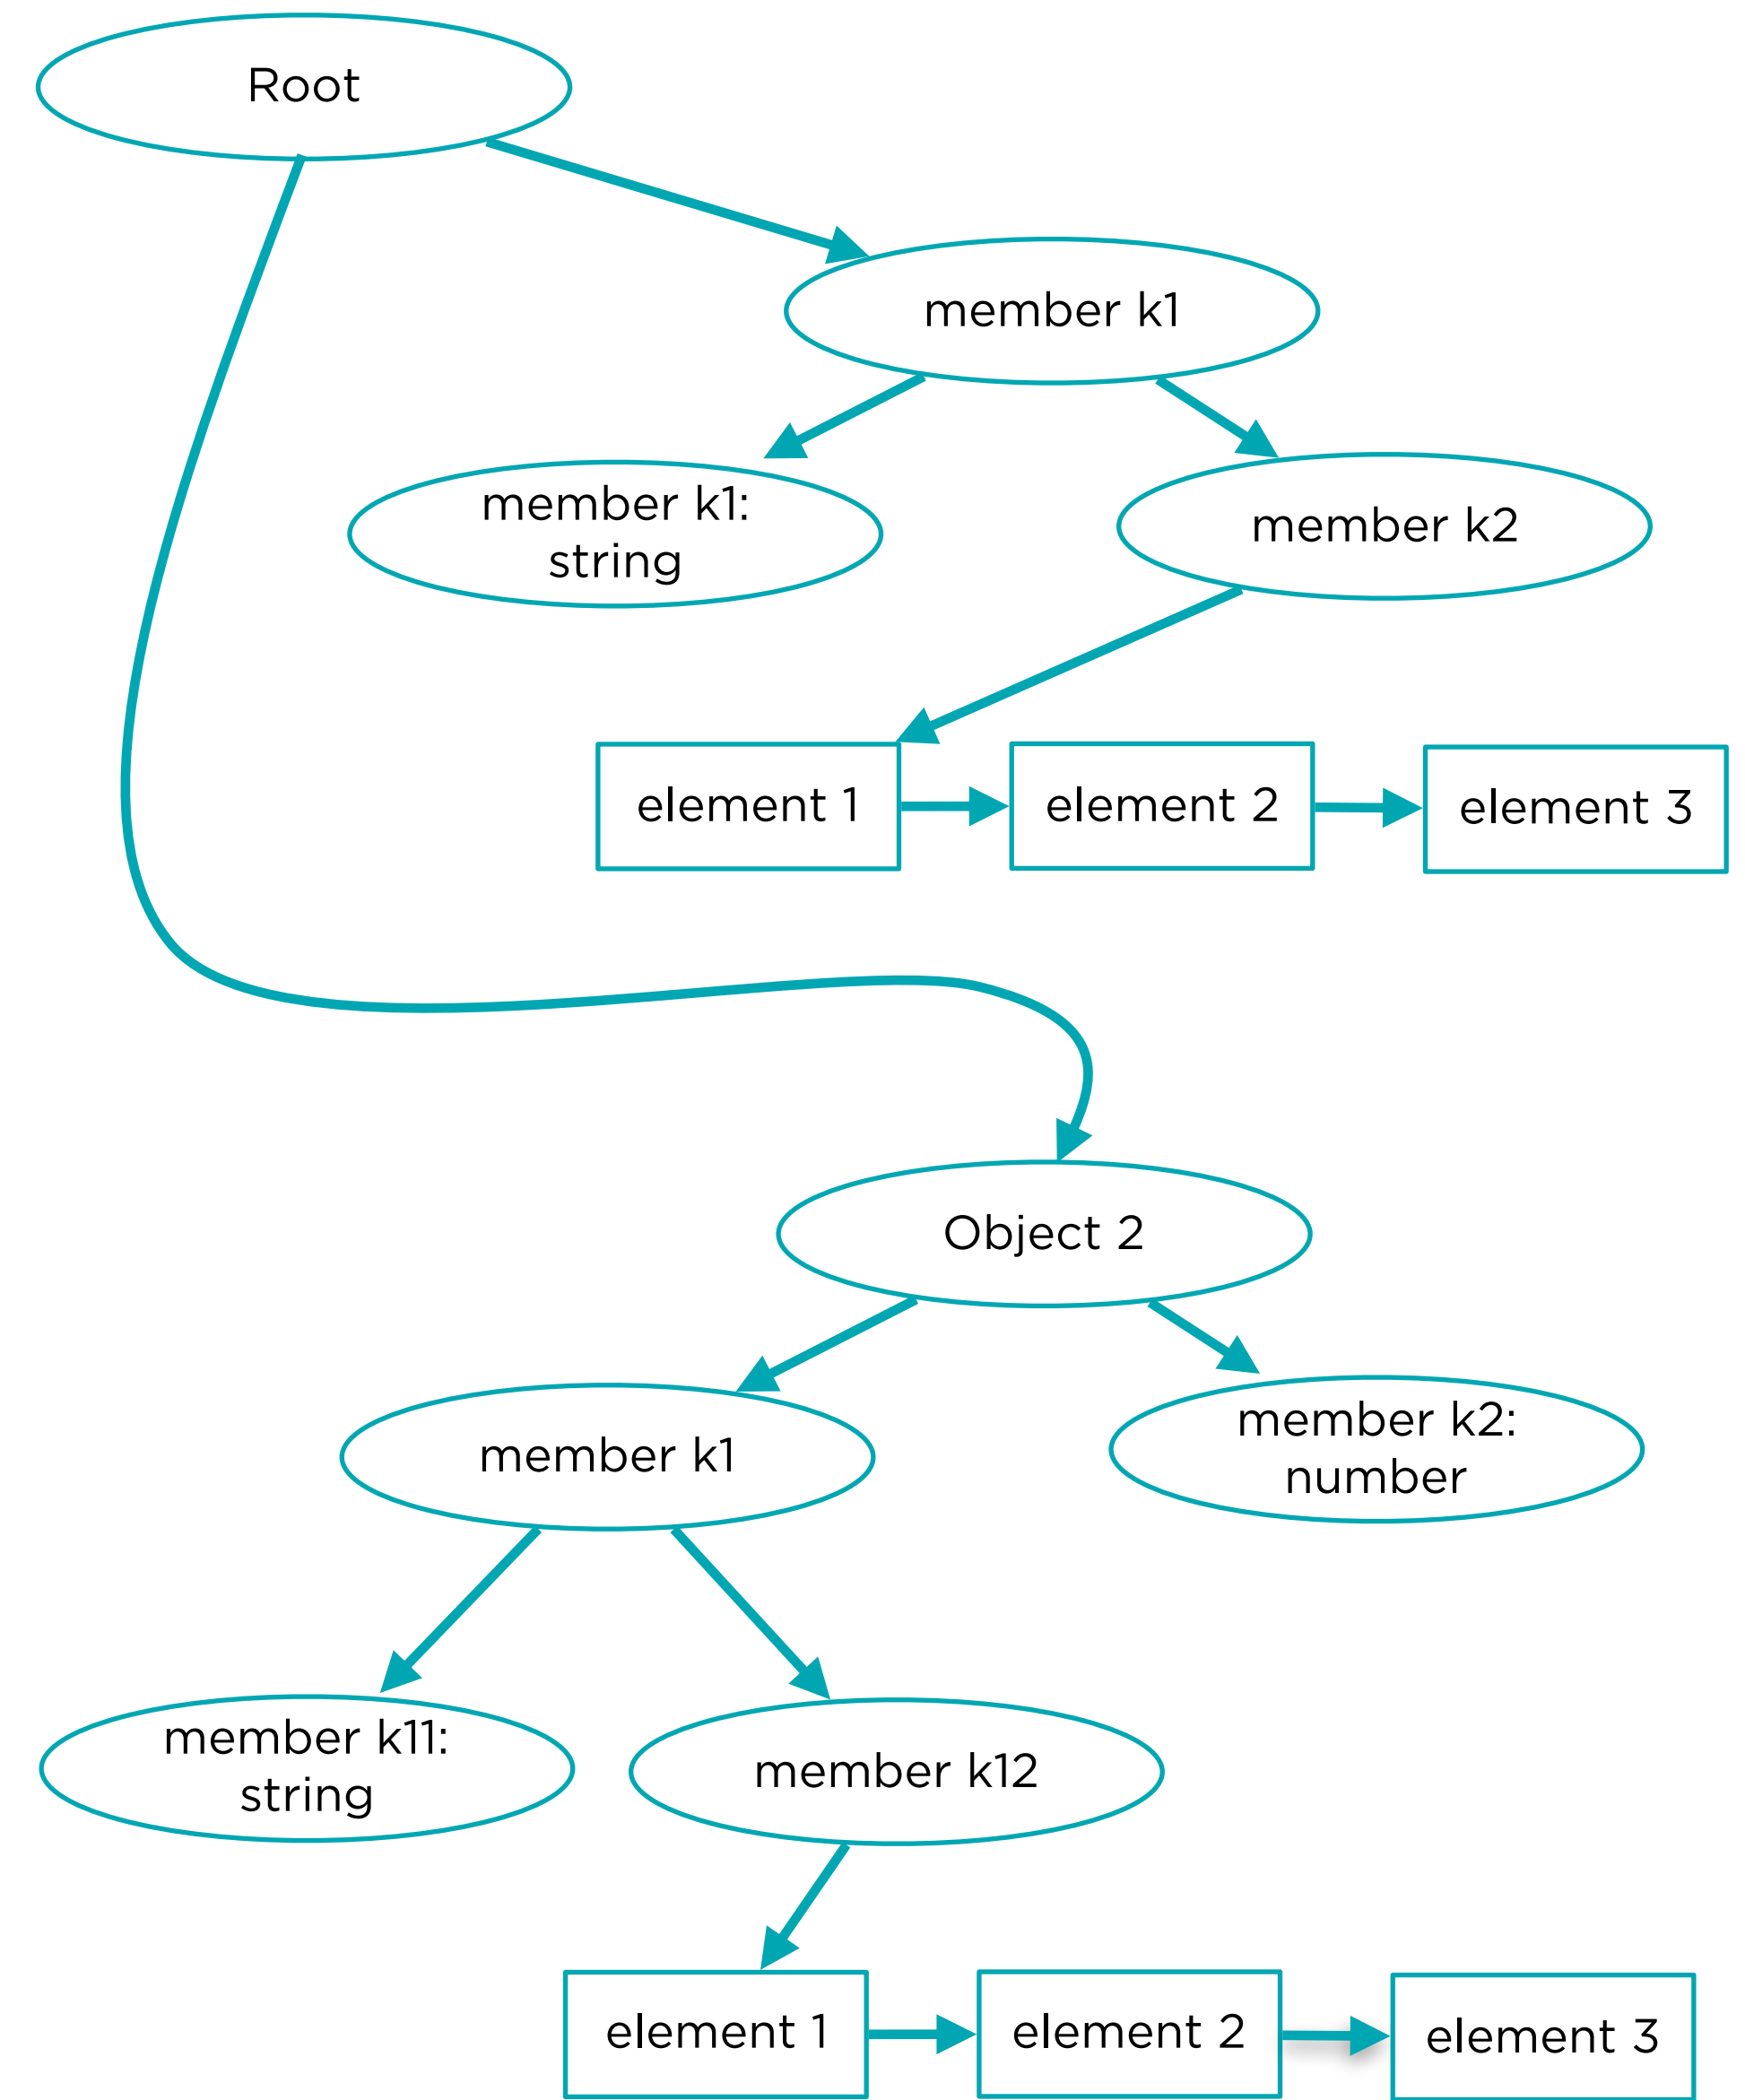 Root
member k1
member k1:
string
member k2
element 1
element 2
element 3
Object 2
member k1
member k2:
number
member k11:
string
member k12
element 1
element 2
element 3